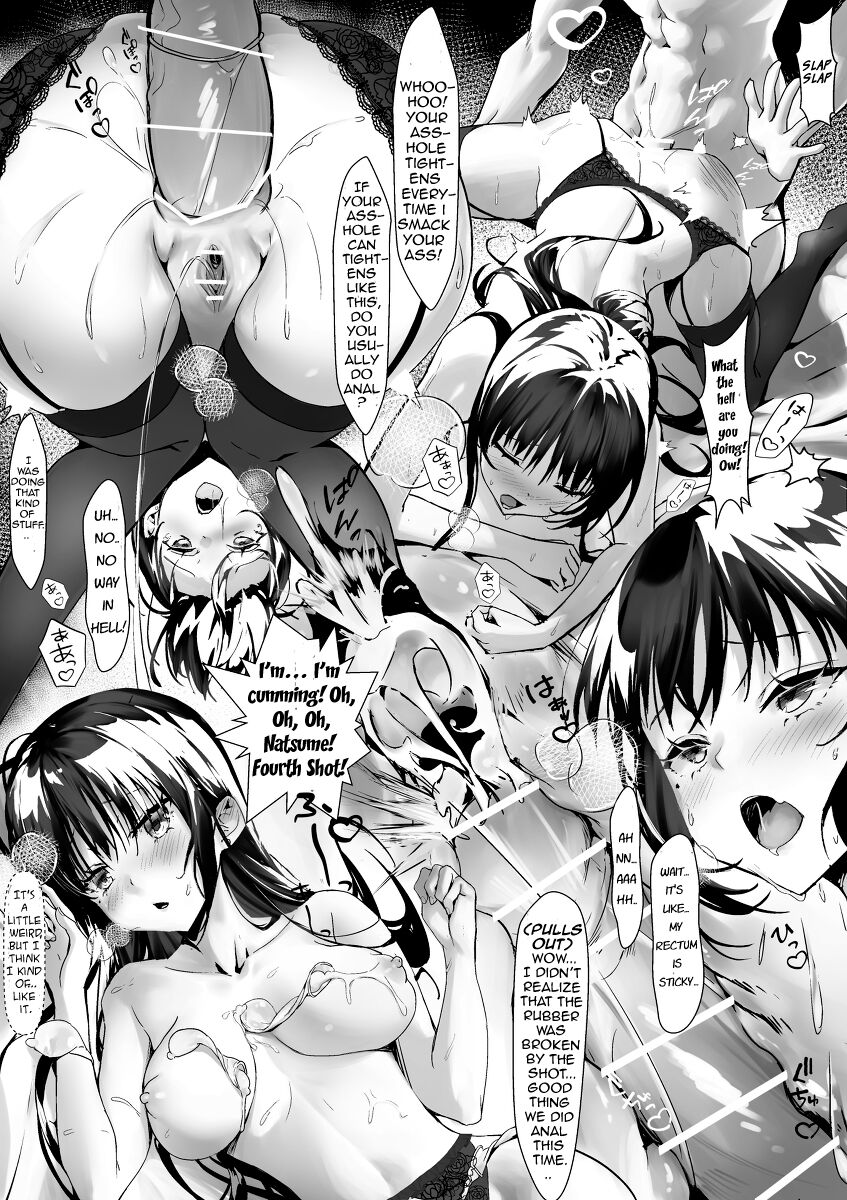 SLAP
SLAP
WHOO-
HOO!
YOUR
ASS-
HOLE
TIGHT-
ENS
EVERY-
TIME I
SMACK
YOUR
ASS!
IF
YOUR ASS-
HOLE
CAN
TIGHT-
ENS
LIKE
THIS,
DO
YOU
USU-
ALLY
DO
ANAL
?
What
the
hell
are
you
doing!
Ow!
I
WAS
DOING
THAT
KIND
OF
STUFF.
..
UH...
NO...
NO
WAY
IN
HELL!
ああっ♡
I'm... I'm
cumming! Oh,
Oh, Oh,
Natsume!
Fourth Shot!
AH
NN...
AAA
HH..
WAIT...
IT'S
LIKE...
MY
RECTUM
IS
STICKY...
IT'S
A
LITTLE
WEIRD,
BUT I
THINK
I KIND
OF...
LIKE
IT.
(PULLS
OUT)
WOW...
I DIDN'T
REALIZE
THAT THE
RUBBER
WAS
BROKEN
BY THE
SHOT...
GOOD
THING
WE DID
ANAL
THIS
TIME.
..